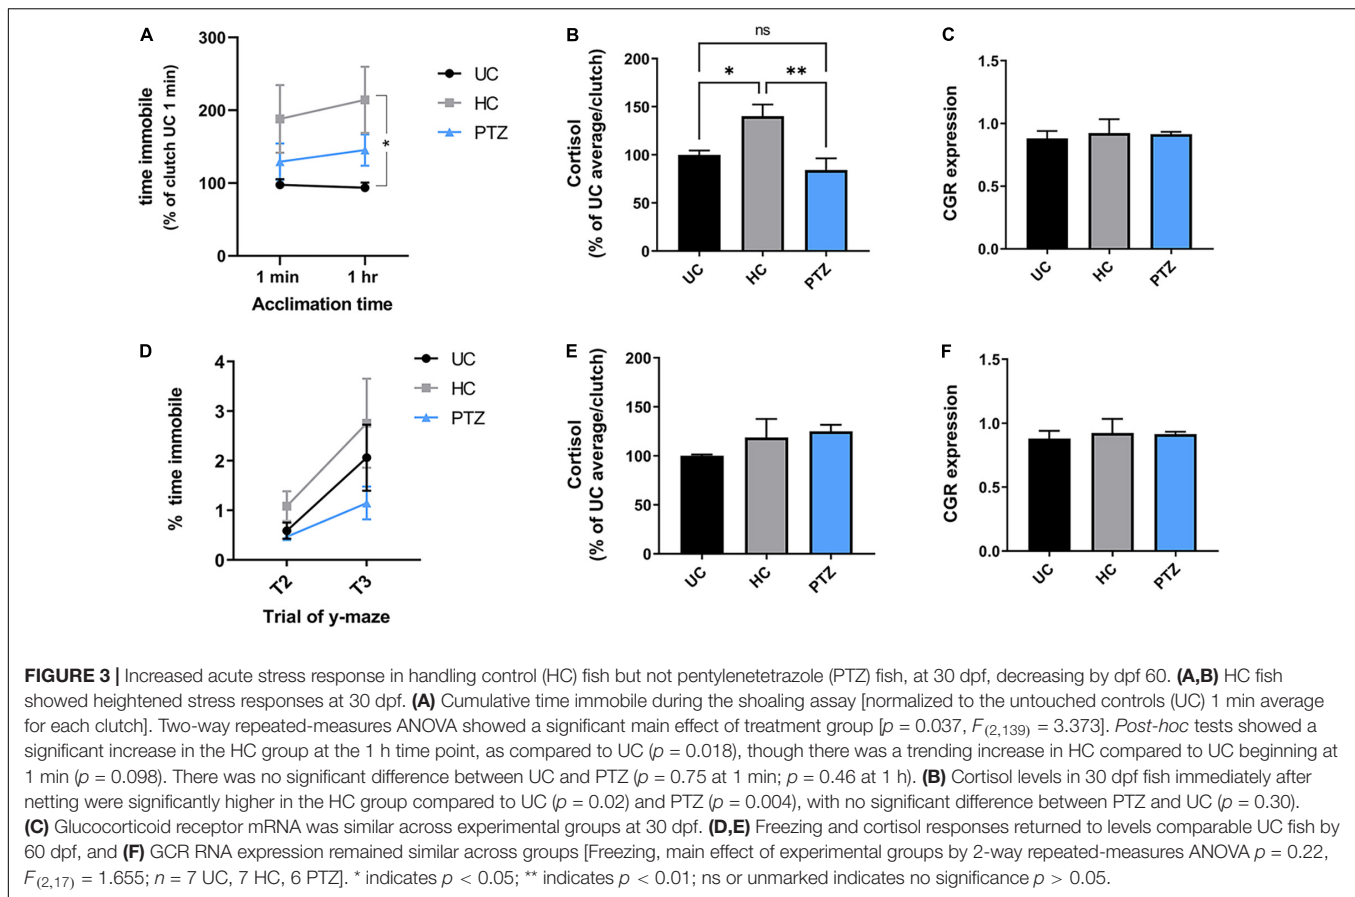 A
300
200
100
0
time immobile
(% of clutch UC 1 min)
1 min
1 hr
Acclimation time
*
UC
HC
PTZ
B
ns
*
**
200
150
100
50
0
Cortisol
(% of UC average/clutch)
UC
HC
PTZ
C
1.5
1.0
0.5
0.0
CGR expression
UC
HC
PTZ
D
4
3
2
1
0
% time immobile
T2
T3
Trial of y-maze
UC
HC
PTZ
E
200
150
100
50
0
Cortisol
(% of UC average/clutch)
UC
HC
PTZ
F
1.5
1.0
0.5
0.0
CGR expression
UC
HC
PTZ
FIGURE 3 | Increased acute stress response in handling control (HC) fish but not pentylenetetrazole (PTZ) fish, at 30 dpf, decreasing by dpf 60. (A,B) HC fish
showed heightened stress responses at 30 dpf. (A) Cumulative time immobile during the shoaling assay [normalized to the untouched controls (UC) 1 min average
for each clutch]. Two-way repeated-measures ANOVA showed a significant main effect of treatment group [p = 0.037, F(2,139) = 3.373]. Post-hoc tests showed a
significant increase in the HC group at the 1 h time point, as compared to UC (p = 0.018), though there was a trending increase in HC compared to UC beginning at
1 min (p = 0.098). There was no significant difference between UC and PTZ (p = 0.75 at 1 min; p = 0.46 at 1 h). (B) Cortisol levels in 30 dpf fish immediately after
netting were significantly higher in the HC group compared to UC (p = 0.02) and PTZ (p = 0.004), with no significant difference between PTZ and UC (p = 0.30).
(C) Glucocorticoid receptor mRNA was similar across experimental groups at 30 dpf. (D,E) Freezing and cortisol responses returned to levels comparable UC fish by
60 dpf, and (F) GCR RNA expression remained similar across groups [Freezing, main effect of experimental groups by 2-way repeated-measures ANOVA p = 0.22,
F(2,17) = 1.655; n = 7 UC, 7 HC, 6 PTZ]. * indicates p < 0.05; ** indicates p < 0.01; ns or unmarked indicates no significance p > 0.05.